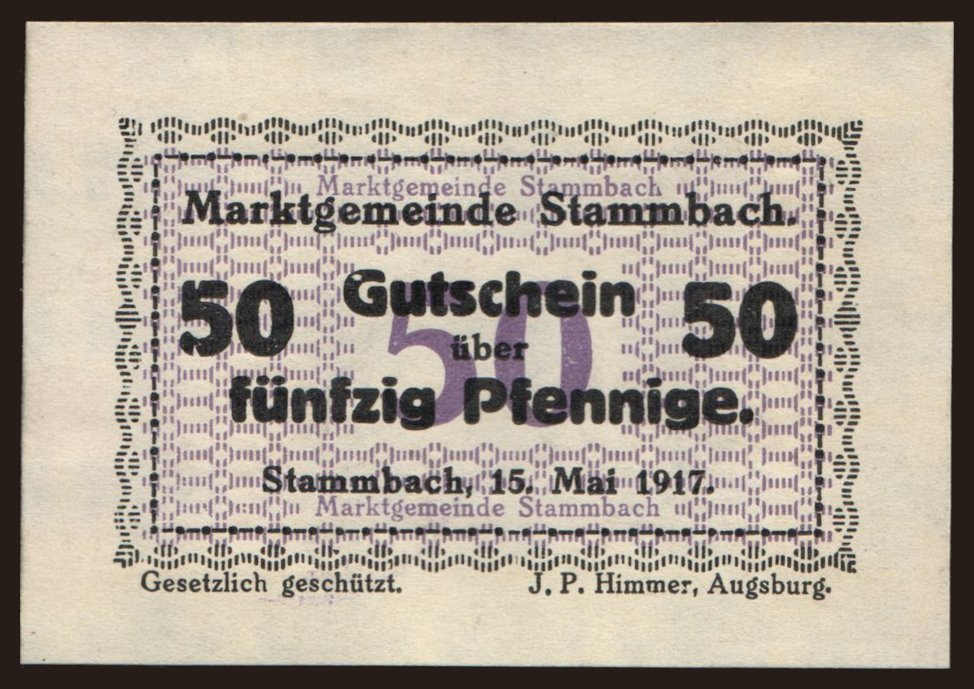 Marktgemeinde Stammbach
Marktgemeinde Stammbach.
50 Gutschein 50
50
über
fünfzig Pfennige.
Stammbach, 15. Mai 1917.
Marktgemeinde Stammbach
Gesetzlich geschützt. J. P. Himmer, Augsburg.